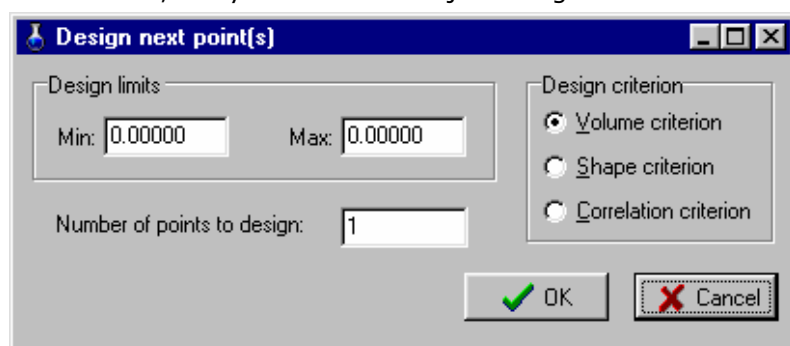 Design next point(s)
Design limits
Min: 0.00000 Max: 0.00000
Number of points to design: 1
Design criterion
Volume criterion
Shape criterion
Correlation criterion
OK Cancel